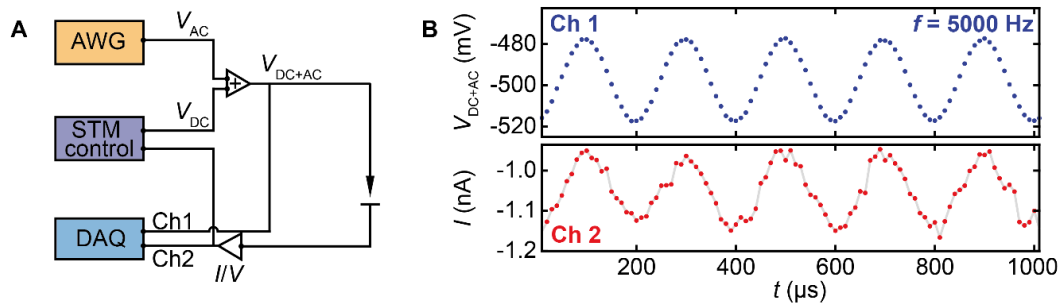 A
AWG
V_AC
V_DC+AC
+
V_DC
STM
control
DAQ
Ch1
Ch2
I/V
B
Ch 1
f = 5000 Hz
V_DC+AC (mV)
-480
-500
-520
I (nA)
-1.0
-1.1
-1.2
Ch 2
200 400 600 800 1000
t (µs)